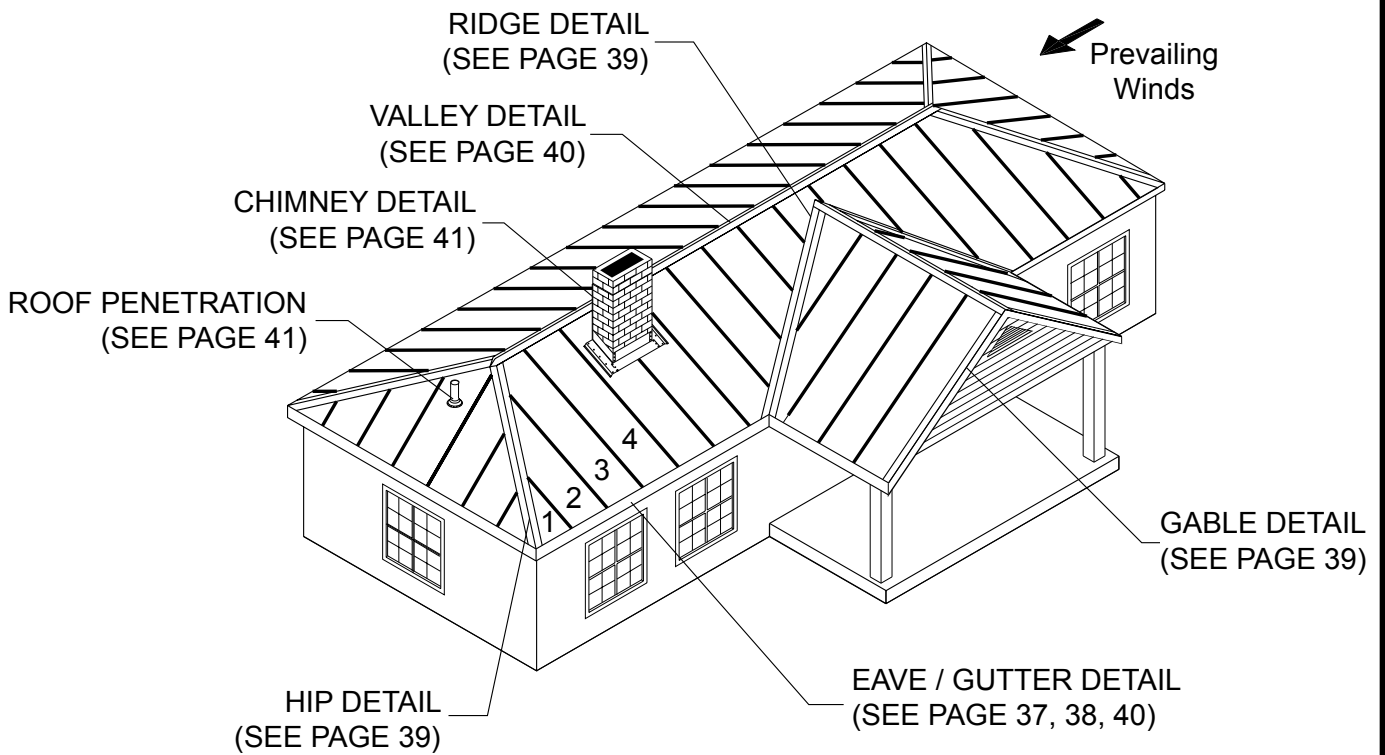 RIDGE DETAIL
(SEE PAGE 39)
Prevailing
Winds
VALLEY DETAIL
(SEE PAGE 40)
CHIMNEY DETAIL
(SEE PAGE 41)
ROOF PENETRATION
(SEE PAGE 41)
4
3
2
1
GABLE DETAIL
(SEE PAGE 39)
EAVE / GUTTER DETAIL
(SEE PAGE 37, 38, 40)
HIP DETAIL
(SEE PAGE 39)